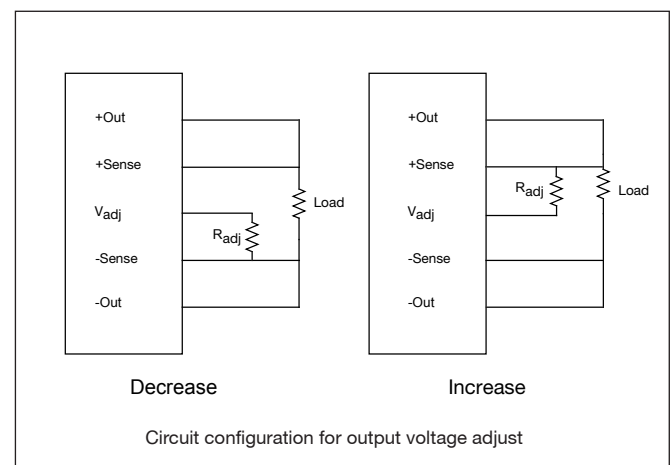 +Out
+Sense
Vadj
-Sense
-Out
Radj
Load
Decrease
+Out
+Sense
Vadj
-Sense
-Out
Radj
Load
Increase
Circuit configuration for output voltage adjust